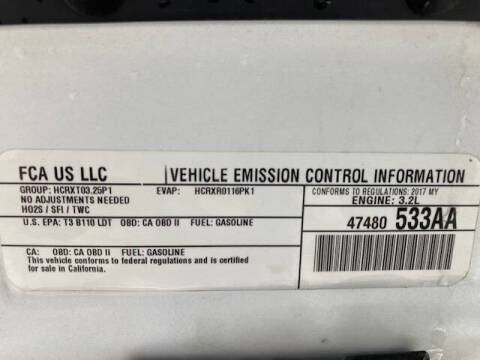 FCA US LLC
VEHICLE EMISSION CONTROL INFORMATION
GROUP: HCRXT03.25P1 EVAP: HCRXR0116PK1
NO ADJUSTMENTS NEEDED
HO2S / SFI / TWC
CONFORMS TO REGULATIONS: 2017 MY
ENGINE: 3.2L
U.S. EPA: T3 B110 LDT OBD: CA OBD II FUEL: GASOLINE
47480 533AA
CA: OBD: CA OBD II FUEL: GASOLINE
This vehicle conforms to federal regulations and is certified
for sale in California.